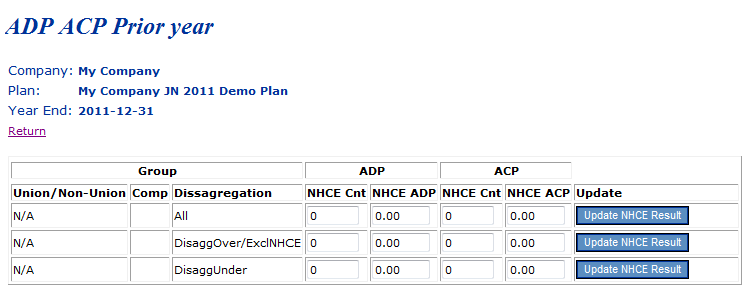 ADP ACP Prior year
Company: My Company
Plan: My Company JN 2011 Demo Plan
Year End: 2011-12-31
Return
Group ADP ACP
Union/Non-Union Comp Dissagregation NHCE Cnt NHCE ADP NHCE Cnt NHCE ACP Update
N/A All 0 0.00 0 0.00 Update NHCE Result
N/A DisaggOver/ExclNHCE 0 0.00 0 0.00 Update NHCE Result
N/A DisaggUnder 0 0.00 0 0.00 Update NHCE Result